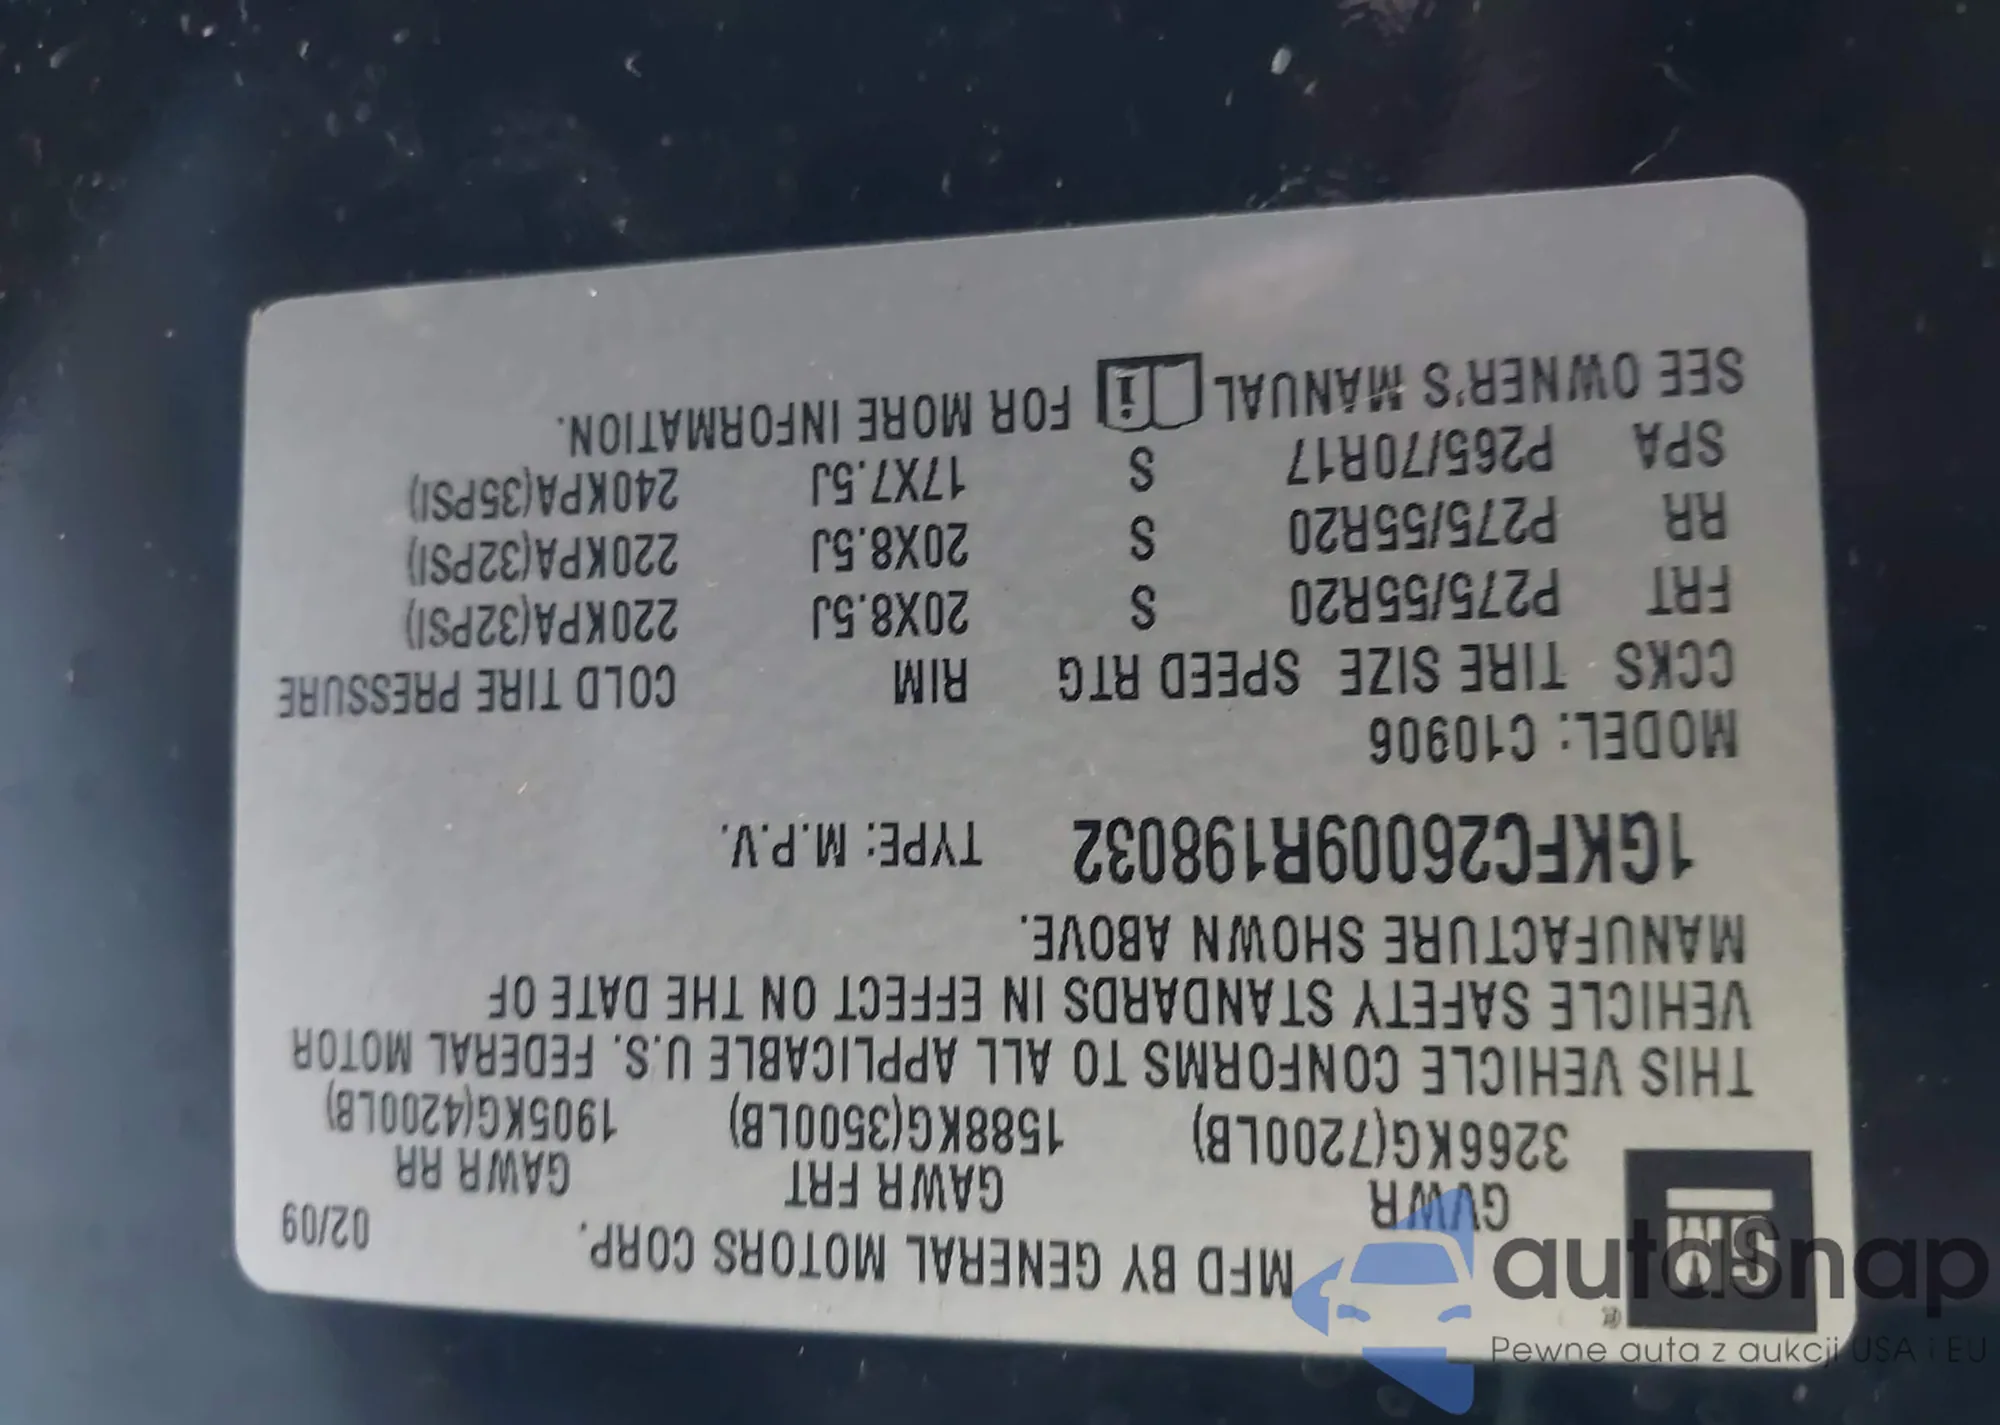 MFD BY GENERAL MOTORS CORP. 02/09
GVWR GAWR FRT GAWR RR
3266KG(7200LB) 1588KG(3500LB) 1905KG(4200LB)
THIS VEHICLE CONFORMS TO ALL APPLICABLE U.S. FEDERAL MOTOR
VEHICLE SAFETY STANDARDS IN EFFECT ON THE DATE OF
MANUFACTURE SHOWN ABOVE.
1GKFC26009R198032 TYPE: M.P.V.
MODEL: C10906
CCKS TIRE SIZE SPEED RTG RIM COLD TIRE PRESSURE
FRT P275/55R20 S 20X8.5J 220KPA(32PSI)
RR P275/55R20 S 20X8.5J 220KPA(32PSI)
SPA P265/70R17 S 17X7.5J 240KPA(35PSI)
SEE OWNER'S MANUAL i FOR MORE INFORMATION.
GM
autaSnap
Pewne auta z aukcji USA i EU